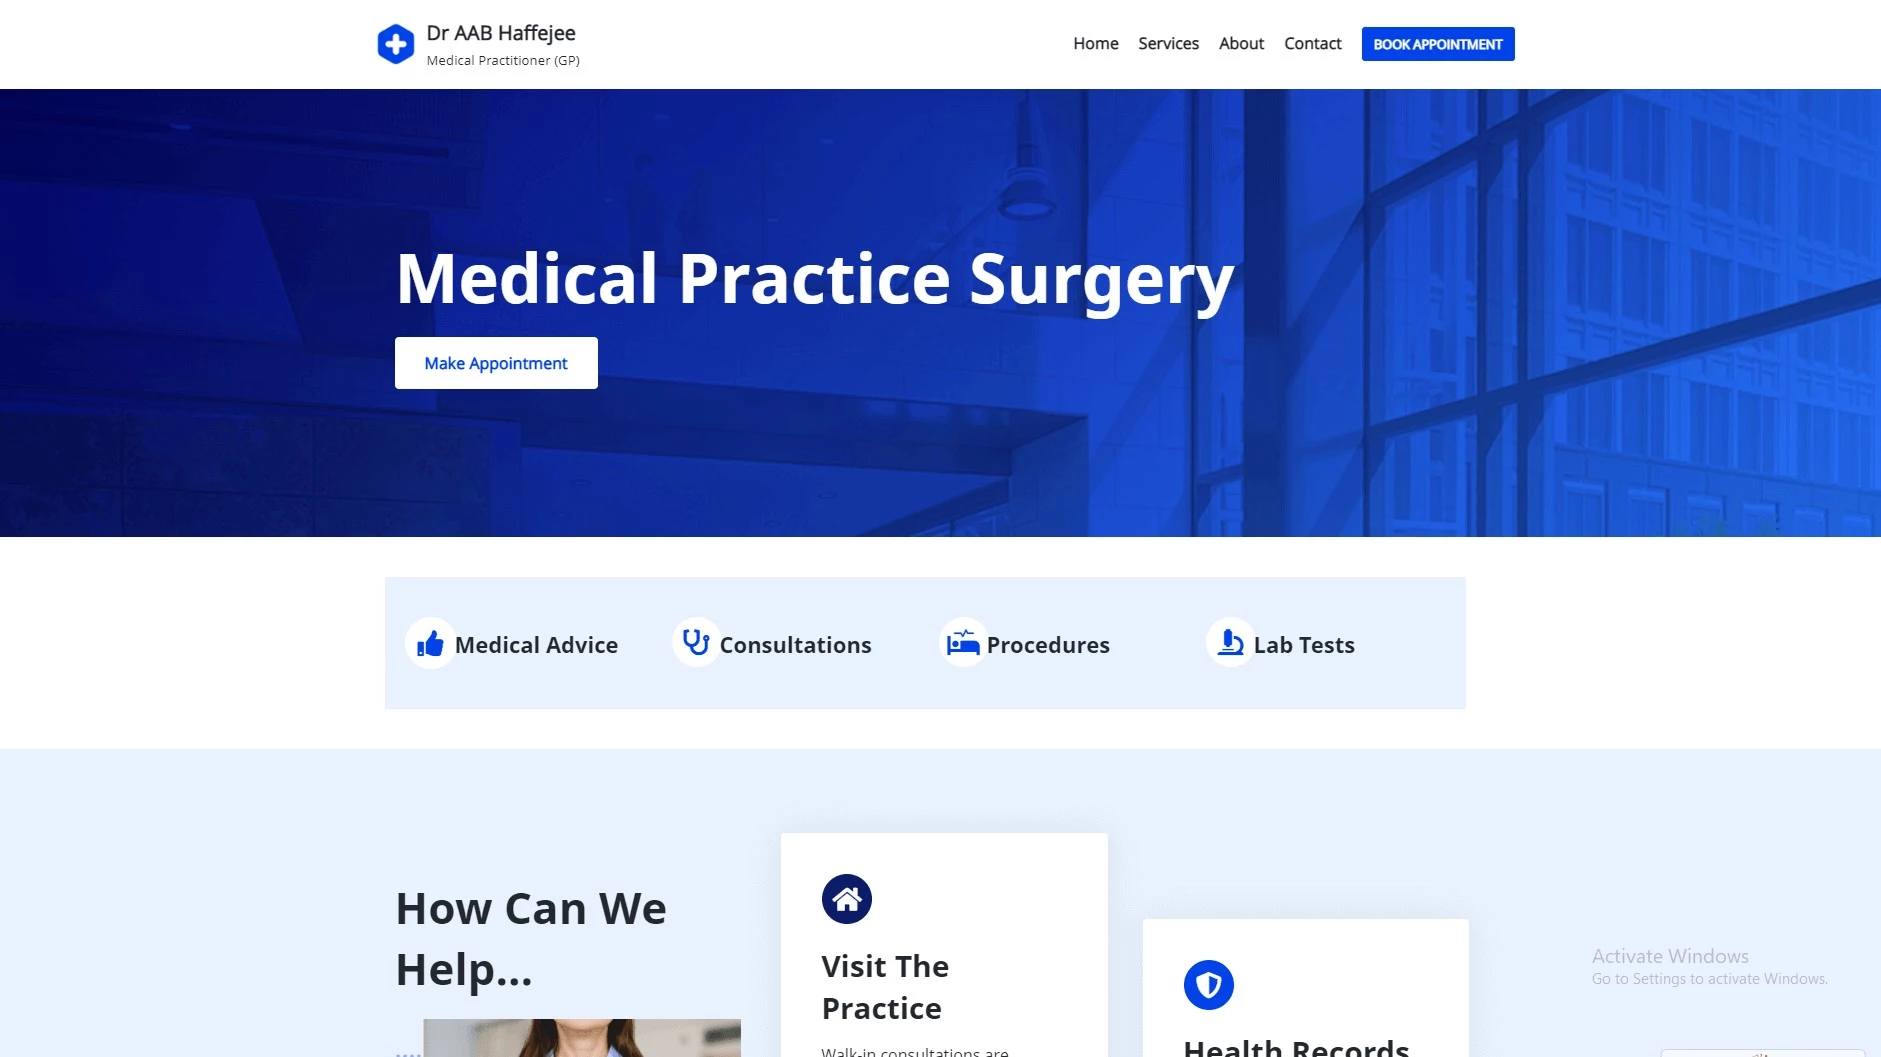 Dr AAB Haffejee
Medical Practitioner (GP)
Home
Services
About
Contact
BOOK APPOINTMENT
Medical Practice Surgery
Make Appointment
Medical Advice
Consultations
Procedures
Lab Tests
How Can We
Help...
Visit The
Practice
Walk-in consultations are
Health Records
Activate Windows
Go to Settings to activate Windows.